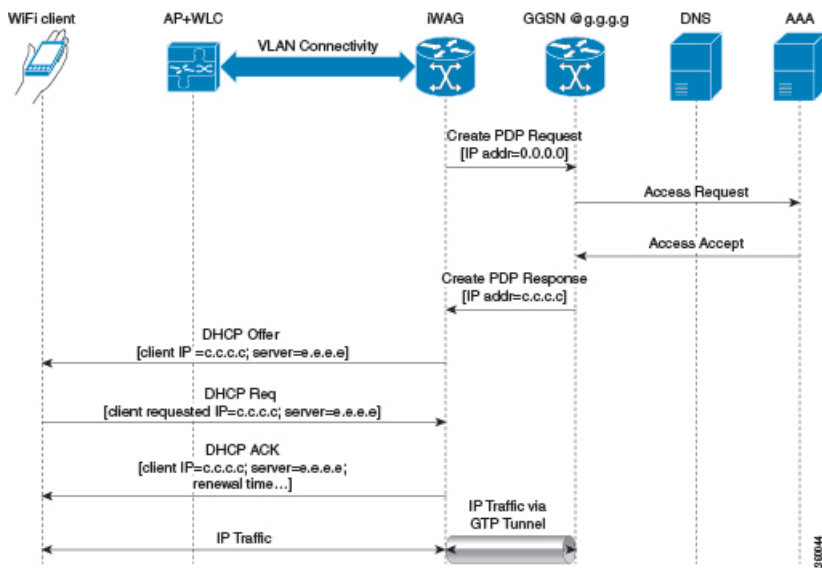 WiFi client
AP+WLC
iWAG
GGSN @g.g.g.g
DNS
AAA
VLAN Connectivity
Create PDP Request
[IP addr=0.0.0.0]
Access Request
Access Accept
Create PDP Response
[IP addr=c.c.c.c]
DHCP Offer
[client IP =c.c.c.c; server=e.e.e.e]
DHCP Req
[client requested IP=c.c.c.c; server=e.e.e.e]
DHCP ACK
[client IP=c.c.c.c; server=e.e.e.e;
renewal time...]
IP Traffic via
GTP Tunnel
IP Traffic
360044